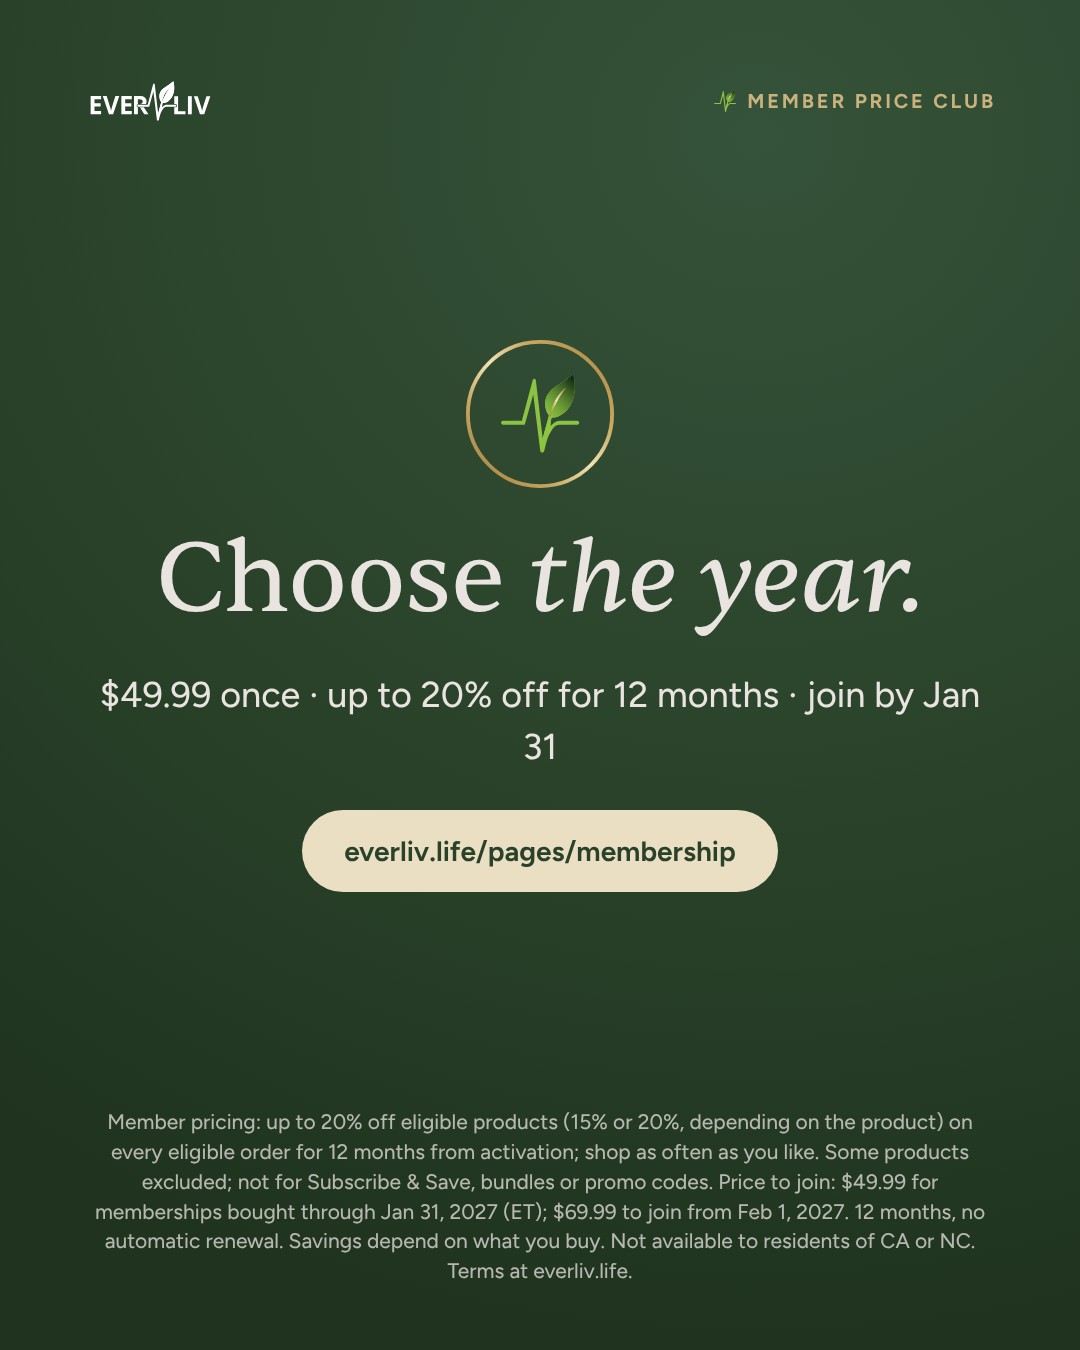 EVERLIV
MEMBER PRICE CLUB
Choose the year.
$49.99 once · up to 20% off for 12 months · join by Jan
31
everliv.life/pages/membership
Member pricing: up to 20% off eligible products (15% or 20%, depending on the product) on
every eligible order for 12 months from activation; shop as often as you like. Some products
excluded; not for Subscribe & Save, bundles or promo codes. Price to join: $49.99 for
memberships bought through Jan 31, 2027 (ET); $69.99 to join from Feb 1, 2027. 12 months, no
automatic renewal. Savings depend on what you buy. Not available to residents of CA or NC.
Terms at everliv.life.